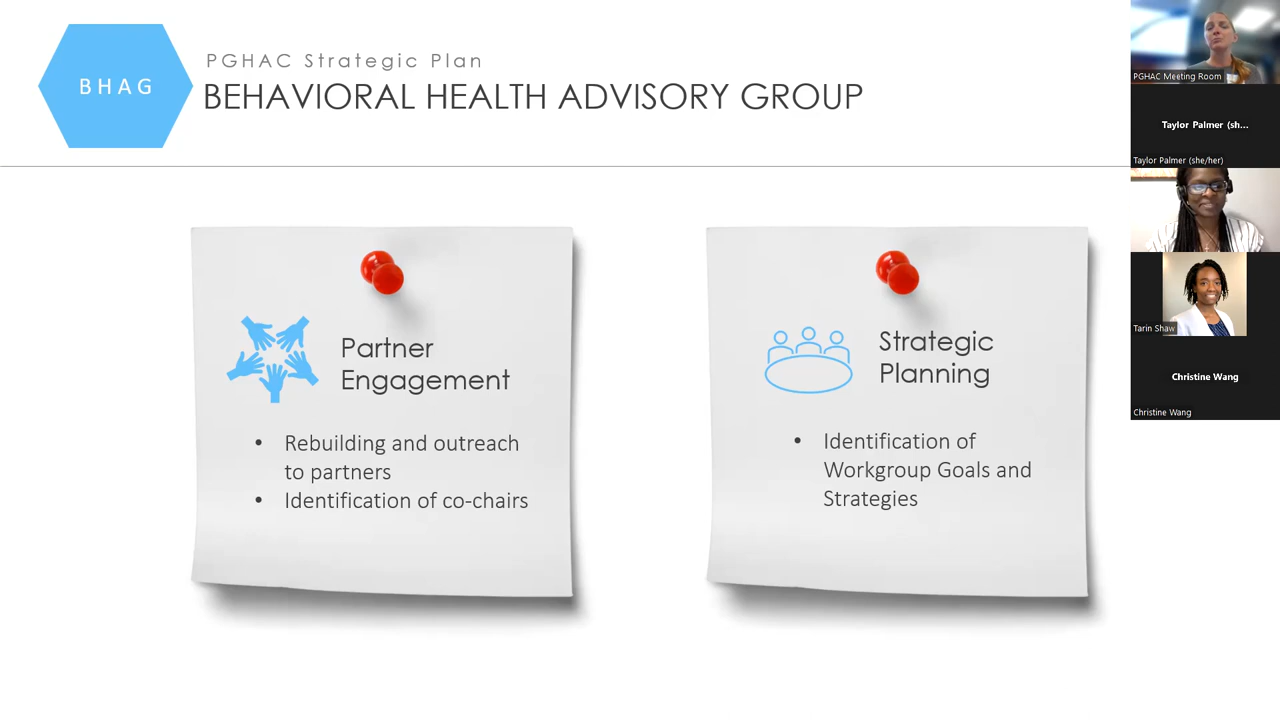 BHAG
PGHAC Strategic Plan
BEHAVIORAL HEALTH ADVISORY GROUP
Partner
Engagement
• Rebuilding and outreach
to partners
• Identification of co-chairs
Strategic
Planning
• Identification of
Workgroup Goals and
Strategies
PGHAC Meeting Room
Taylor Palmer (sh...
Taylor Palmer (she/her)
Tarin Shaw
Christine Wang
Christine Wang